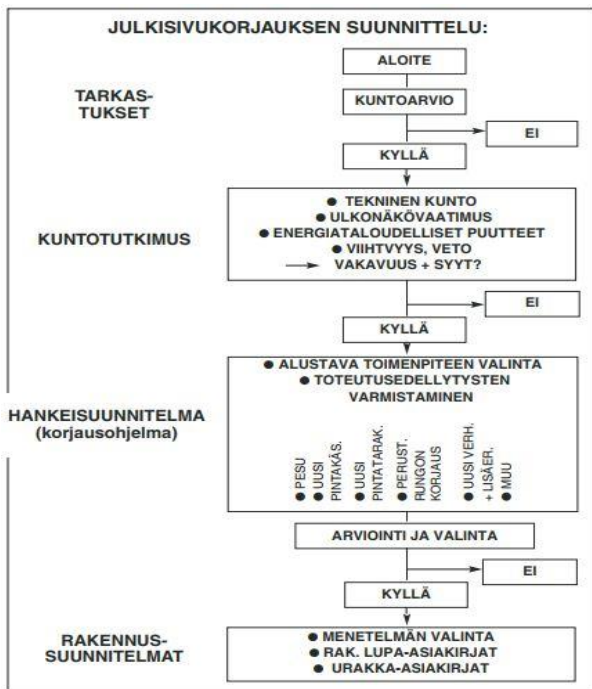 JULKISIVUKORJAUKSEN SUUNNITTELU:
ALOITE
TARKAS-
TUKSET
KUNTOARVIO
EI
KYLLÄ
KUNTOTUTKIMUS
● TEKNINEN KUNTO
● ULKONÄKÖVAATIMUS
● ENERGIATALOUDELLISET PUUTTEET
● VIIHTVYYS, VETO
VAKAVUUS + SYYT?
EI
KYLLÄ
HANKEISUUNNITELMA
(korjausohjelma)
● ALUSTAVA TOIMENPITEEN VALINTA
● TOTEUTUSEDELLYTYSTEN
VARMISTAMINEN
● PESU
● UUSI
PINTAKÄS.
● UUSI
PINTATARAK.
● PERUST.
RUNGON
KORJAUS
● UUSI VERH.
+ LISÄER.
● MUU
ARVIOINTI JA VALINTA
EI
KYLLÄ
RAKENNUS-
SUUNNITELMAT
● MENETELMÄN VALINTA
● RAK. LUPA-ASIAKIRJAT
● URAKKA-ASIAKIRJAT